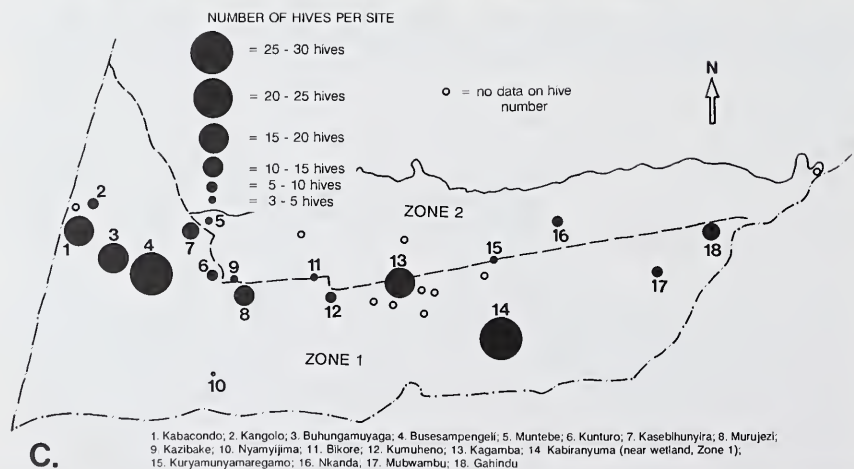 NUMBER OF HIVES PER SITE
= 25 - 30 hives
= 20 - 25 hives
= 15 - 20 hives
= 10 - 15 hives
= 5 - 10 hives
= 3 - 5 hives
o = no data on hive
number
N
ZONE 2
2
1
3
4
7
5
6
9
8
11
12
13
15
16
18
17
14
ZONE 1
10
C.
1. Kabacondo; 2. Kangolo; 3. Buhungamuyaga; 4. Busesampengeli; 5. Muntebe; 6. Kunturo; 7. Kasebihunyira; 8. Murujezi;
9. Kazibake; 10. Nyamyijima; 11. Bikore; 12. Kumuheno; 13. Kagamba; 14 Kabiranyuma (near wetland, Zone 1);
15. Kuryamunyamaregamo; 16. Nkanda; 17. Mubwambu; 18. Gahindu